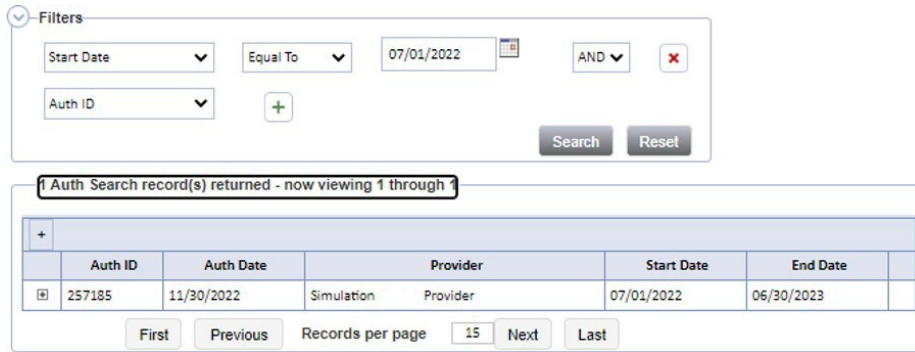 Filters
Start Date Equal To 07/01/2022 AND
Auth ID +
Search Reset
1 Auth Search record(s) returned - now viewing 1 through 1
+
Auth ID Auth Date Provider Start Date End Date
257185 11/30/2022 Simulation Provider 07/01/2022 06/30/2023
First Previous Records per page 15 Next Last